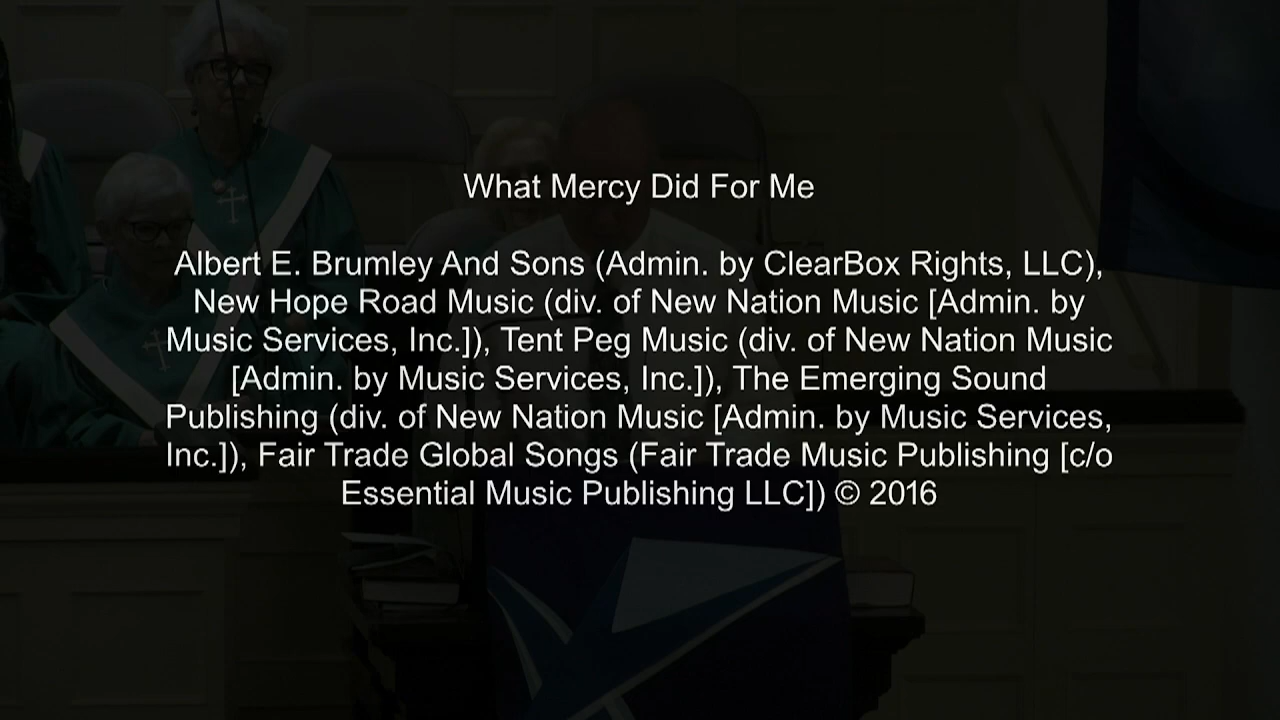 What Mercy Did For Me
Albert E. Brumley And Sons (Admin. by ClearBox Rights, LLC),
New Hope Road Music (div. of New Nation Music [Admin. by
Music Services, Inc.]), Tent Peg Music (div. of New Nation Music
[Admin. by Music Services, Inc.]), The Emerging Sound
Publishing (div. of New Nation Music [Admin. by Music Services,
Inc.]), Fair Trade Global Songs (Fair Trade Music Publishing [c/o
Essential Music Publishing LLC]) © 2016